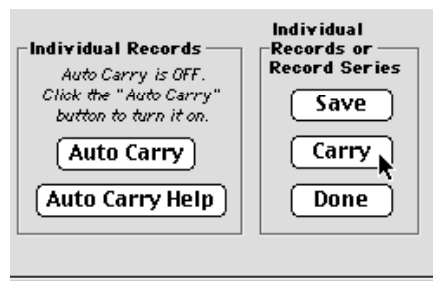 Individual Records
Auto Carry is OFF.
Click the "Auto Carry"
button to turn it on.
Auto Carry
Auto Carry Help
Individual
Records or
Record Series
Save
Carry
Done